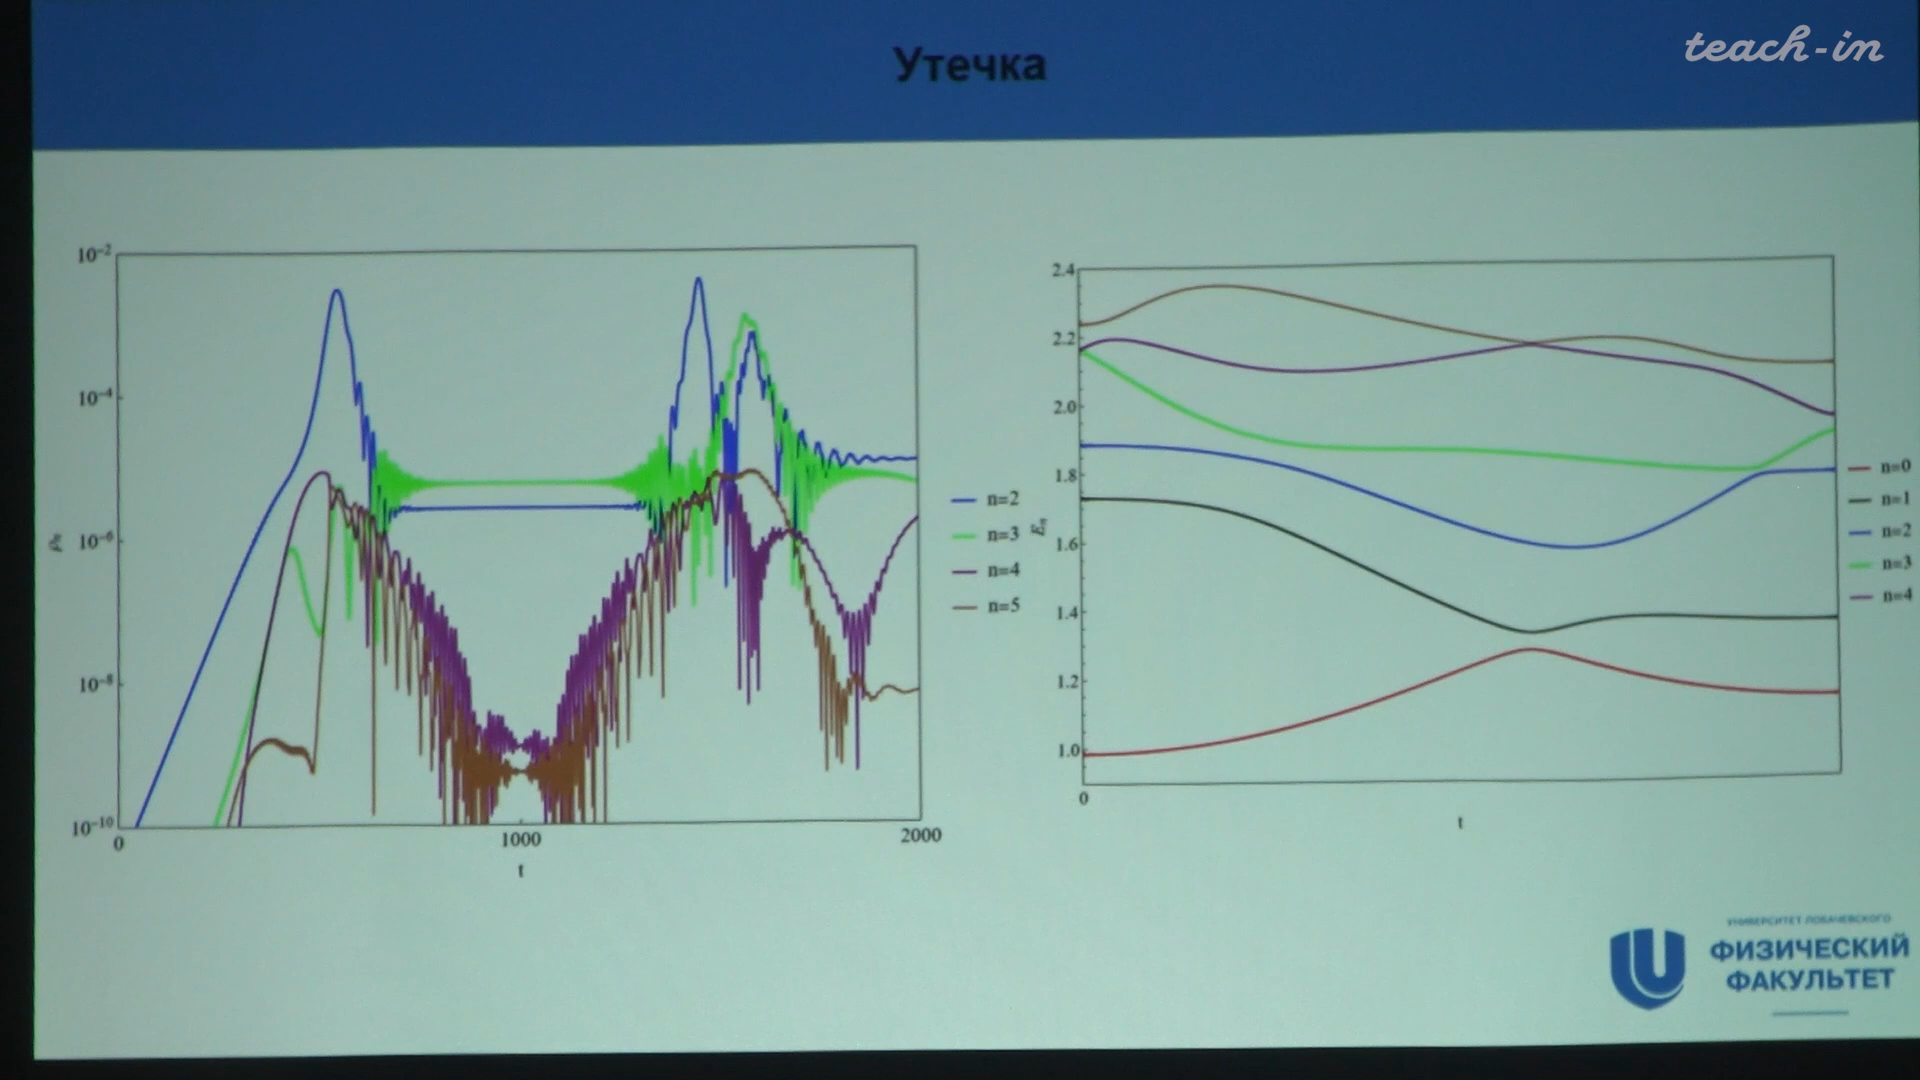 teach-in
Утечка
10⁻²
10⁻⁴
10⁻⁶
10⁻⁸
10⁻¹⁰
ρₙ
0
1000
2000
t
n=2
n=3
n=4
n=5
2.4
2.2
2.0
1.8
1.6
1.4
1.2
1.0
Eₙ
0
t
n=0
n=1
n=2
n=3
n=4
УНИВЕРСИТЕТ ЛОБАЧЕВСКОГО
ФИЗИЧЕСКИЙ
ФАКУЛЬТЕТ